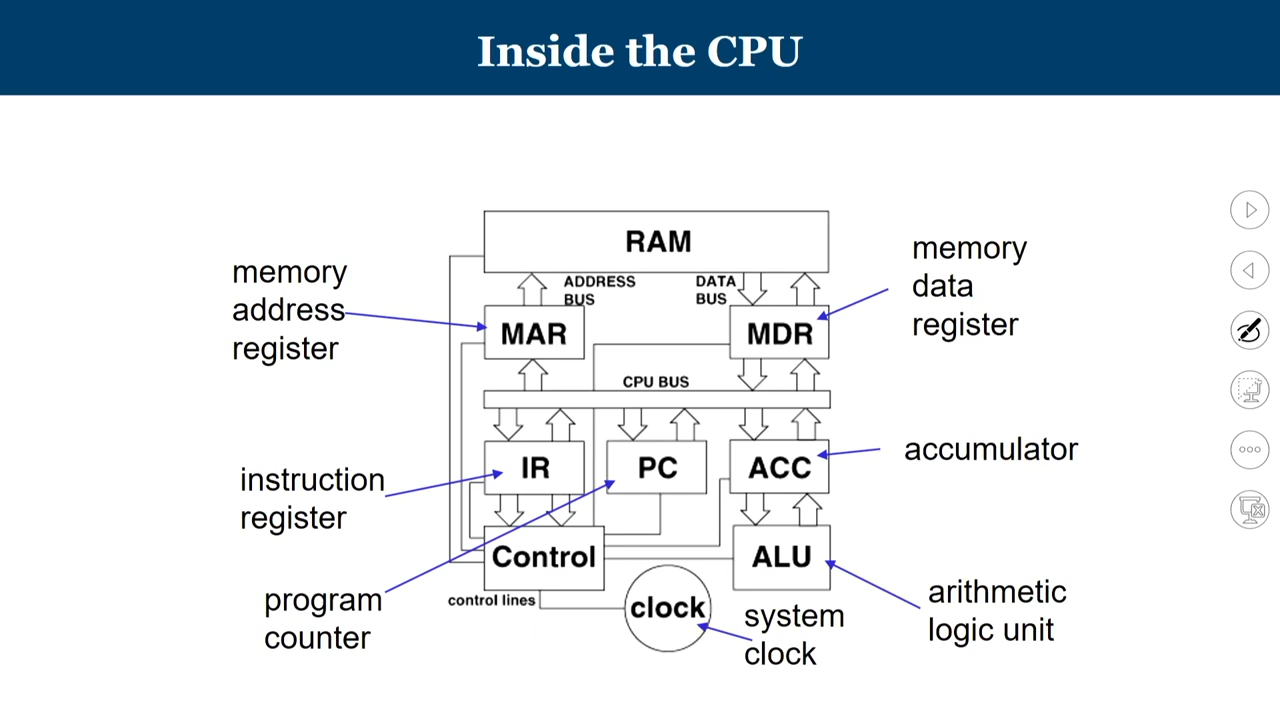 Inside the CPU
RAM
memory
address
register
ADDRESS
BUS
DATA
BUS
memory
data
register
MAR
MDR
CPU BUS
instruction
register
IR
PC
ACC
accumulator
Control
ALU
program
counter
control lines
clock
system
clock
arithmetic
logic unit